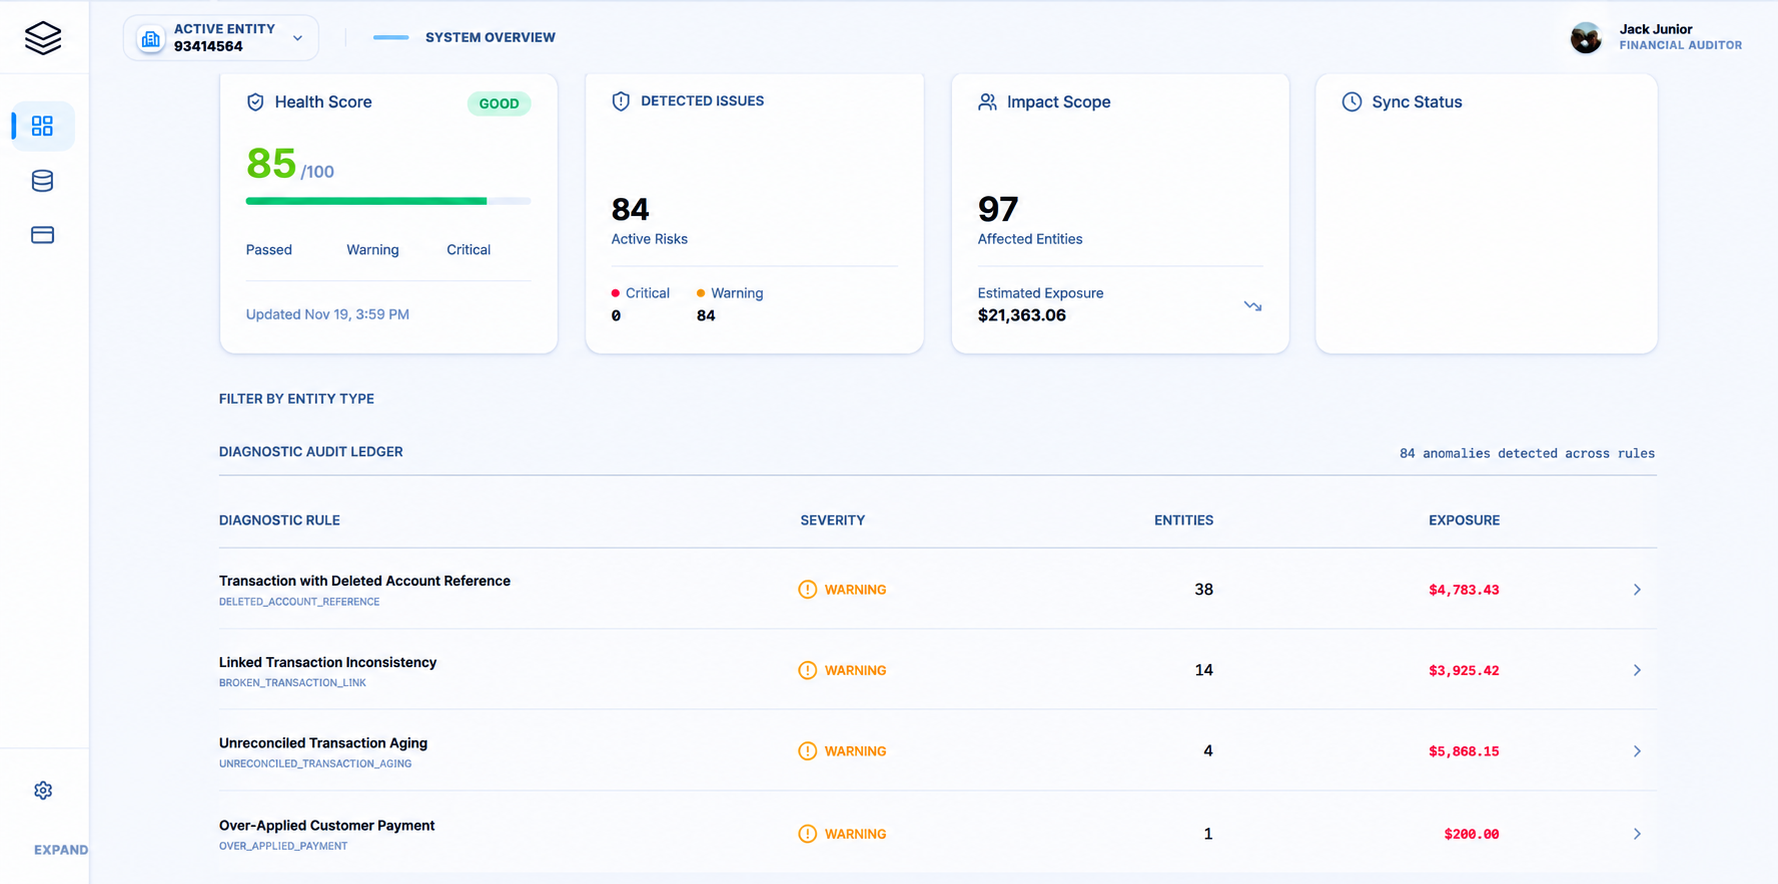 ACTIVE ENTITY
93414564
SYSTEM OVERVIEW
Jack Junior
FINANCIAL AUDITOR
Health Score
GOOD
85 /100
Passed Warning Critical
Updated Nov 19, 3:59 PM
DETECTED ISSUES
84
Active Risks
Critical Warning
0 84
Impact Scope
97
Affected Entities
Estimated Exposure
$21,363.06
Sync Status
FILTER BY ENTITY TYPE
DIAGNOSTIC AUDIT LEDGER
84 anomalies detected across rules
DIAGNOSTIC RULE SEVERITY ENTITIES EXPOSURE
Transaction with Deleted Account Reference
DELETED_ACCOUNT_REFERENCE
WARNING 38 $4,783.43
Linked Transaction Inconsistency
BROKEN_TRANSACTION_LINK
WARNING 14 $3,925.42
Unreconciled Transaction Aging
UNRECONCILED_TRANSACTION_AGING
WARNING 4 $5,868.15
Over-Applied Customer Payment
OVER_APPLIED_PAYMENT
WARNING 1 $200.00
EXPAND